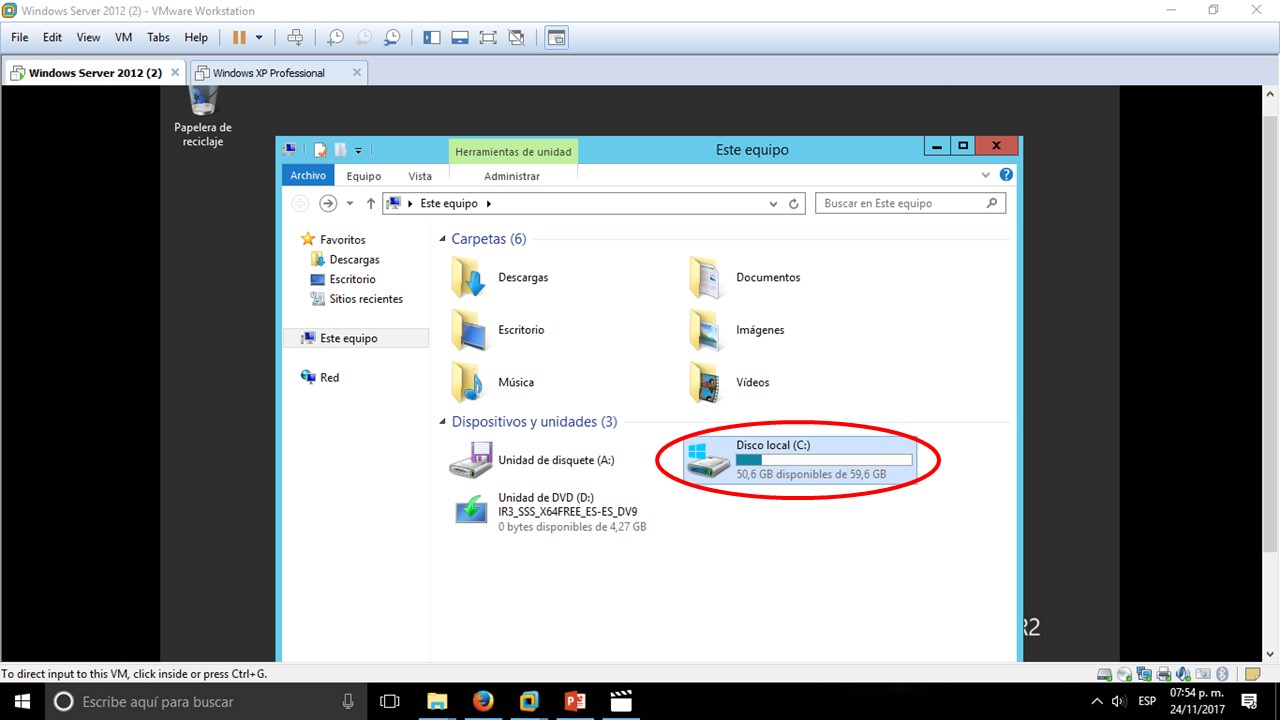 Windows Server 2012 (2) - VMware Workstation
File Edit View VM Tabs Help
Windows Server 2012 (2) Windows XP Professional
Papelera de
reciclaje
Herramientas de unidad Este equipo
Archivo Equipo Vista Administrar
Este equipo Buscar en Este equipo
Favoritos
Descargas
Escritorio
Sitios recientes
Este equipo
Red
Carpetas (6)
Descargas Documentos
Escritorio Imágenes
Música Vídeos
Dispositivos y unidades (3)
Unidad de disquete (A:)
Disco local (C:)
50,6 GB disponibles de 59,6 GB
Unidad de DVD (D:)
IR3_SSS_X64FREE_ES-ES_DV9
0 bytes disponibles de 4,27 GB
R2
To direct input to this VM, click inside or press Ctrl+G.
Escribe aquí para buscar
ESP
07:54 p. m.
24/11/2017